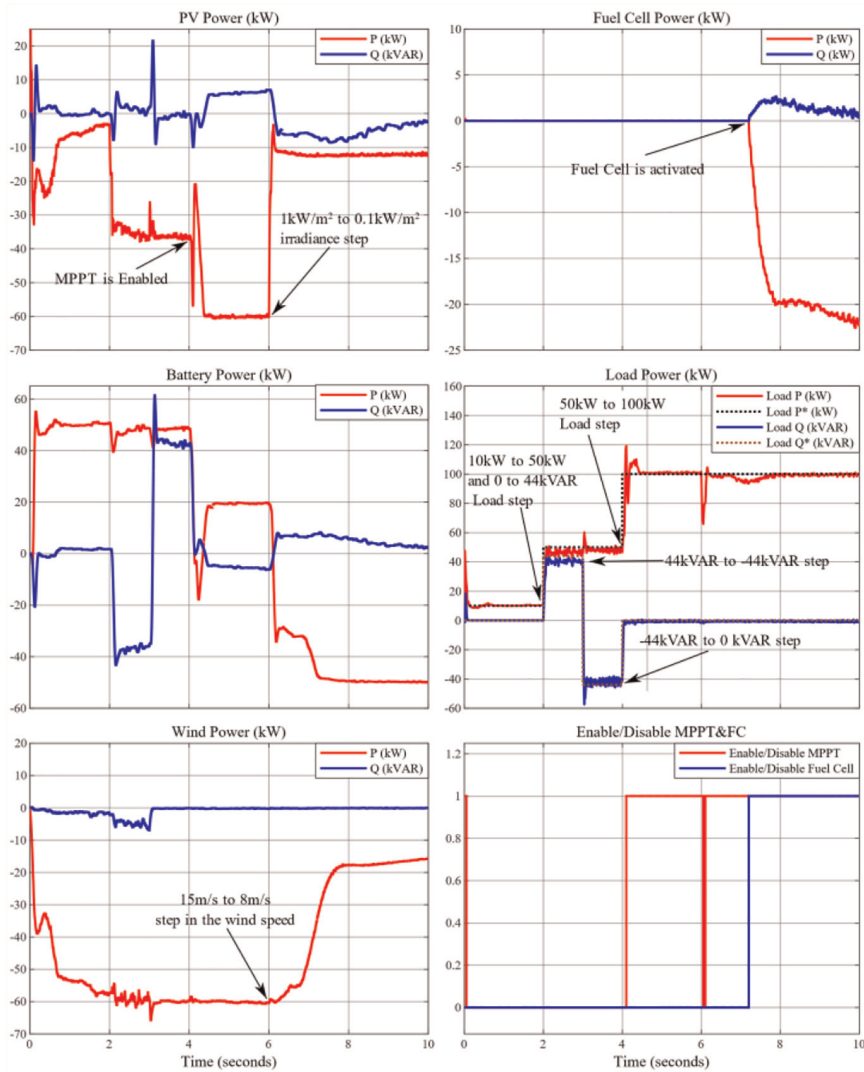 PV Power (kW)
25
20
10
0
-10
-20
-30
-40
-50
-60
-70
P (kW)
Q (kVAR)
1kW/m² to 0.1kW/m²
irradiance step
MPPT is Enabled
Fuel Cell Power (kW)
10
5
0
-5
-10
-15
-20
-25
P (kW)
Q (kW)
Fuel Cell is activated
Battery Power (kW)
60
40
20
0
-20
-40
-60
P (kW)
Q (kVAR)
Load Power (kW)
160
140
120
100
80
60
40
20
0
-20
-40
-60
Load P (kW)
Load P* (kW)
Load Q (kVAR)
Load Q* (kVAR)
50kW to 100kW
Load step
10kW to 50kW
and 0 to 44kVAR
Load step
44kVAR to -44kVAR step
-44kVAR to 0 kVAR step
Wind Power (kW)
20
10
0
-10
-20
-30
-40
-50
-60
-70
P (kW)
Q (kVAR)
15m/s to 8m/s
step in the wind speed
0 2 4 6 8 10
Time (seconds)
Enable/Disable MPPT&FC
1.2
1
0.8
0.6
0.4
0.2
0
Enable/Disable MPPT
Enable/Disable Fuel Cell
0 2 4 6 8 10
Time (seconds)